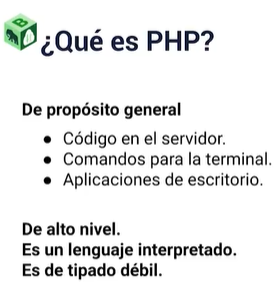 ¿Qué es PHP?
De propósito general
• Código en el servidor.
• Comandos para la terminal.
• Aplicaciones de escritorio.
De alto nivel.
Es un lenguaje interpretado.
Es de tipado débil.